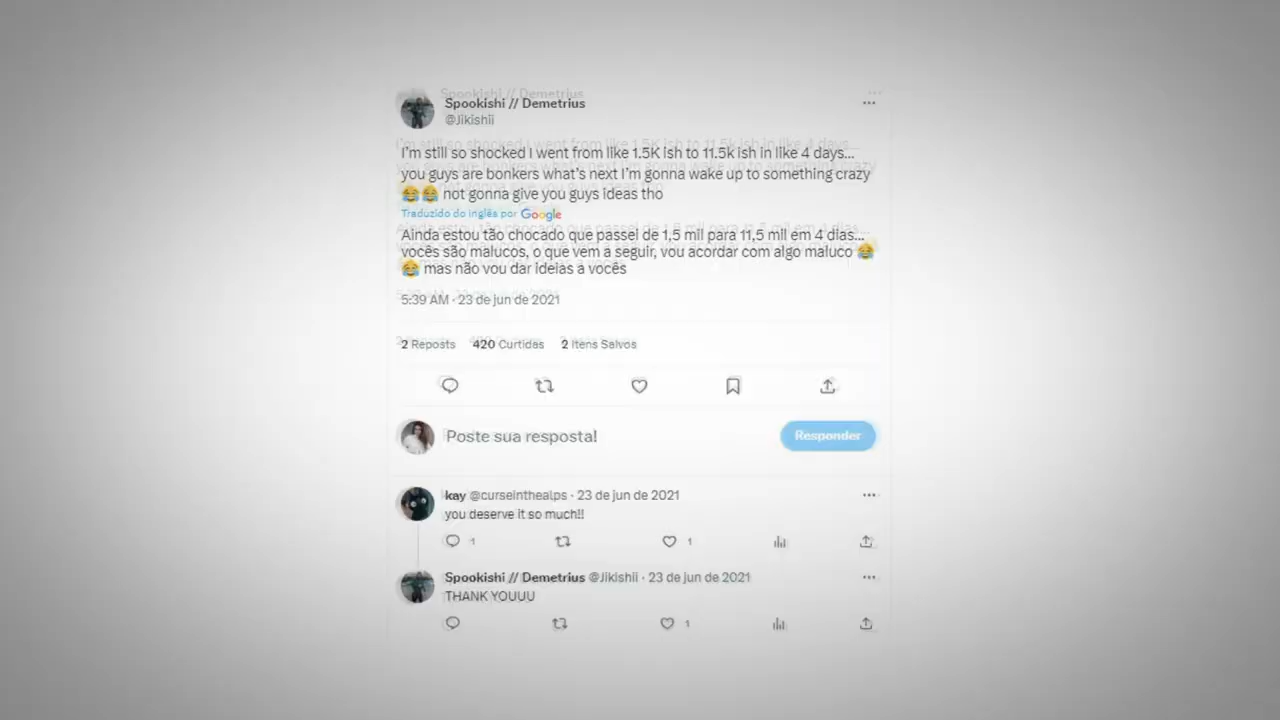 Spookishi // Demetrius
@Jikishii
I'm still so shocked I went from like 1.5K ish to 11.5k ish in like 4 days...
you guys are bonkers what's next I'm gonna wake up to something crazy
😂😂 not gonna give you guys ideas tho
Traduzido do inglês por Google
Ainda estou tão chocado que passei de 1,5 mil para 11,5 mil em 4 dias...
vocês são malucos, o que vem a seguir, vou acordar com algo maluco 😂
😂 mas não vou dar ideias a vocês
5:39 AM · 23 de jun de 2021
2 Reposts 420 Curtidas 2 Itens Salvos
Poste sua resposta!
Responder
kay @curseinthealps · 23 de jun de 2021
you deserve it so much!!
1 1
Spookishi // Demetrius @Jikishii · 23 de jun de 2021
THANK YOUUU
1